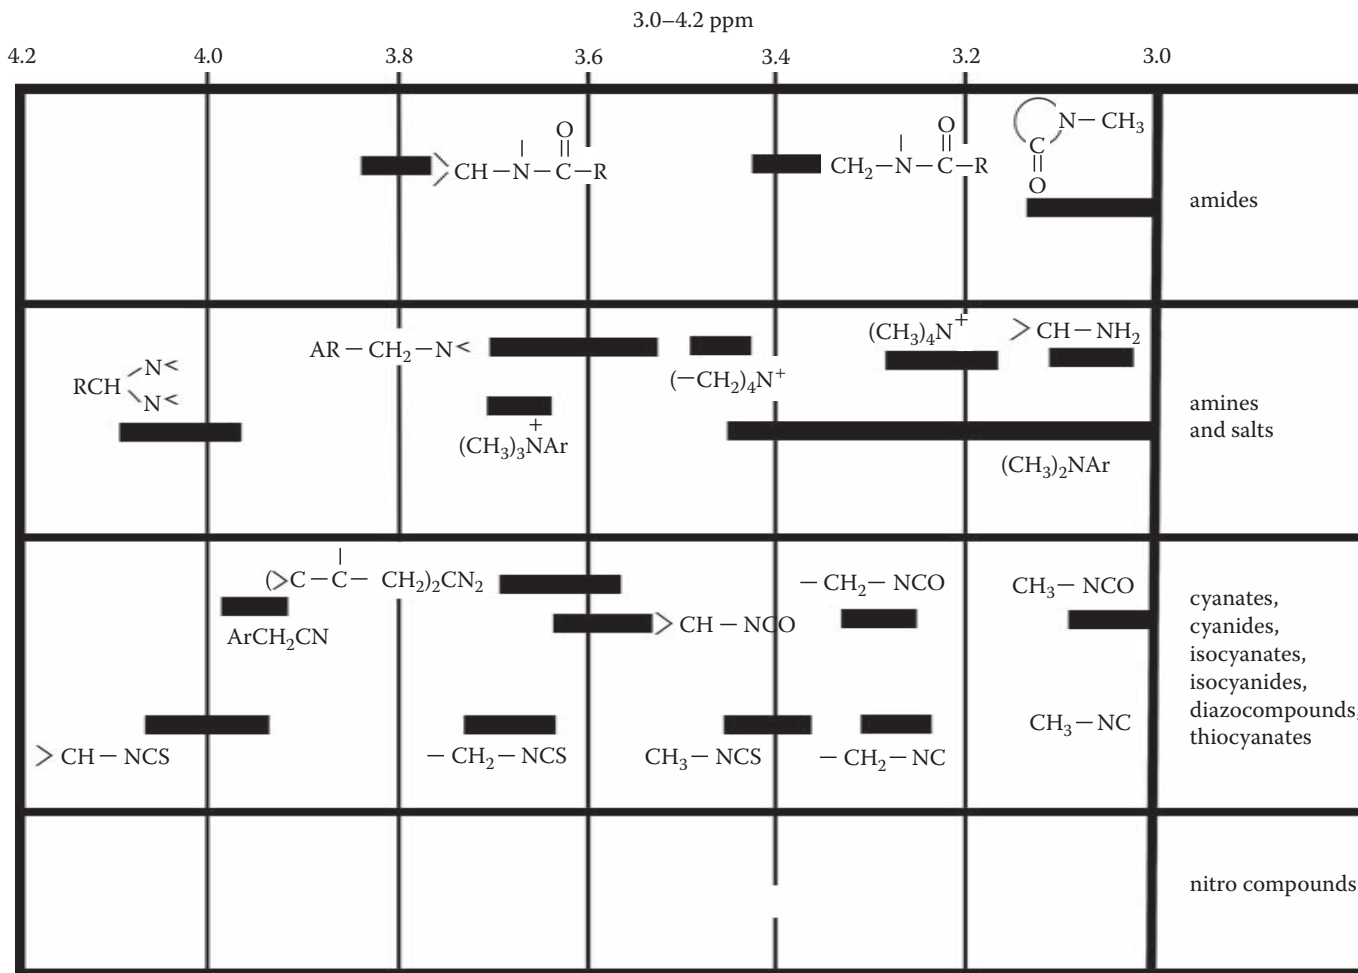 3.0–4.2 ppm
4.2 4.0 3.8 3.6 3.4 3.2 3.0
>CH—N—C—R
O
CH₂—N—C—R
O
N—CH₃
C
O
amides
RCH
N<
N<
AR—CH₂—N<
(CH₃)₃NAr
+
(—CH₂)₄N⁺
(CH₃)₄N⁺
>CH—NH₂
(CH₃)₂NAr
amines
and salts
(>C—C— CH₂)₂CN₂
ArCH₂CN
>CH—NCO
—CH₂—NCO
CH₃—NCO
>CH—NCS
—CH₂—NCS
CH₃—NCS
—CH₂—NC
CH₃—NC
cyanates,
cyanides,
isocyanates,
isocyanides,
diazocompounds,
thiocyanates
nitro compounds